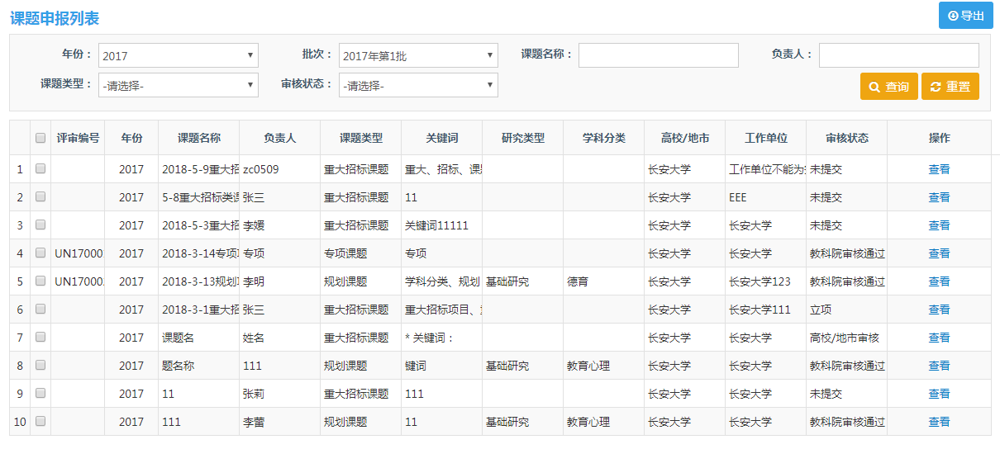 课题申报列表 导出
年份： 2017 批次： 2017年第1批 课题名称： 负责人：
课题类型： -请选择- 审核状态： -请选择- 查询 重置
评审编号 年份 课题名称 负责人 课题类型 关键词 研究类型 学科分类 高校/地市 工作单位 审核状态 操作
1 2017 2018-5-9重大招 zc0509 重大招标课题 重大、招标、课 长安大学 工作单位不能为 未提交 查看
2 2017 5-8重大招标类课 张三 重大招标课题 11 长安大学 EEE 未提交 查看
3 2017 2018-5-3重大招 李媛 重大招标课题 关键词11111 长安大学 长安大学 未提交 查看
4 UN17000 2017 2018-3-14专项 专项 专项课题 专项 长安大学 长安大学 教科院审核通过 查看
5 UN17000 2017 2018-3-13规划 李明 规划课题 学科分类、规划 基础研究 德育 长安大学 长安大学123 教科院审核通过 查看
6 2017 2018-3-1重大招 张三 重大招标课题 重大招标项目、 长安大学 长安大学111 立项 查看
7 2017 课题名 姓名 重大招标课题 * 关键词： 长安大学 长安大学 高校/地市审核 查看
8 2017 题名称 111 规划课题 键词 基础研究 教育心理 长安大学 长安大学 教科院审核通过 查看
9 2017 11 张莉 重大招标课题 111 长安大学 长安大学 未提交 查看
10 2017 111 李蕾 规划课题 11 基础研究 教育心理 长安大学 长安大学 教科院审核通过 查看